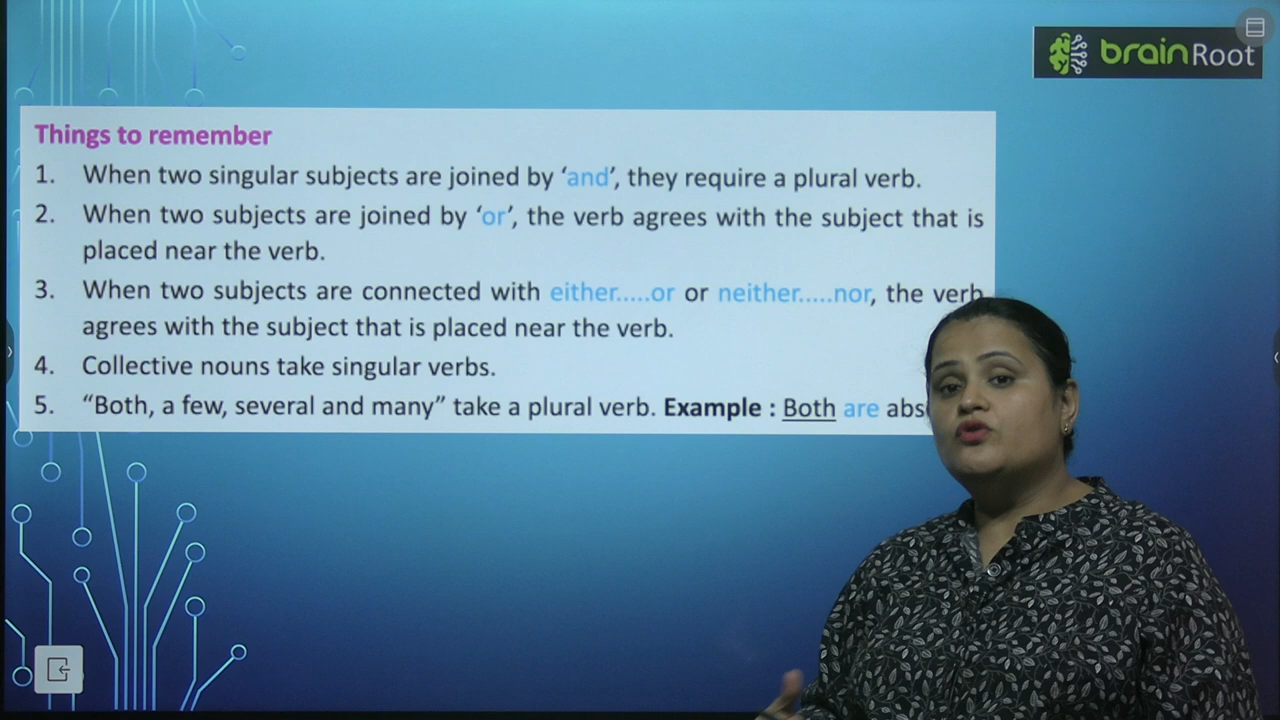 brainRoot
Things to remember
1. When two singular subjects are joined by ‘and’, they require a plural verb.
2. When two subjects are joined by ‘or’, the verb agrees with the subject that is
placed near the verb.
3. When two subjects are connected with either.....or or neither.....nor, the verb
agrees with the subject that is placed near the verb.
4. Collective nouns take singular verbs.
5. “Both, a few, several and many” take a plural verb. Example : Both are